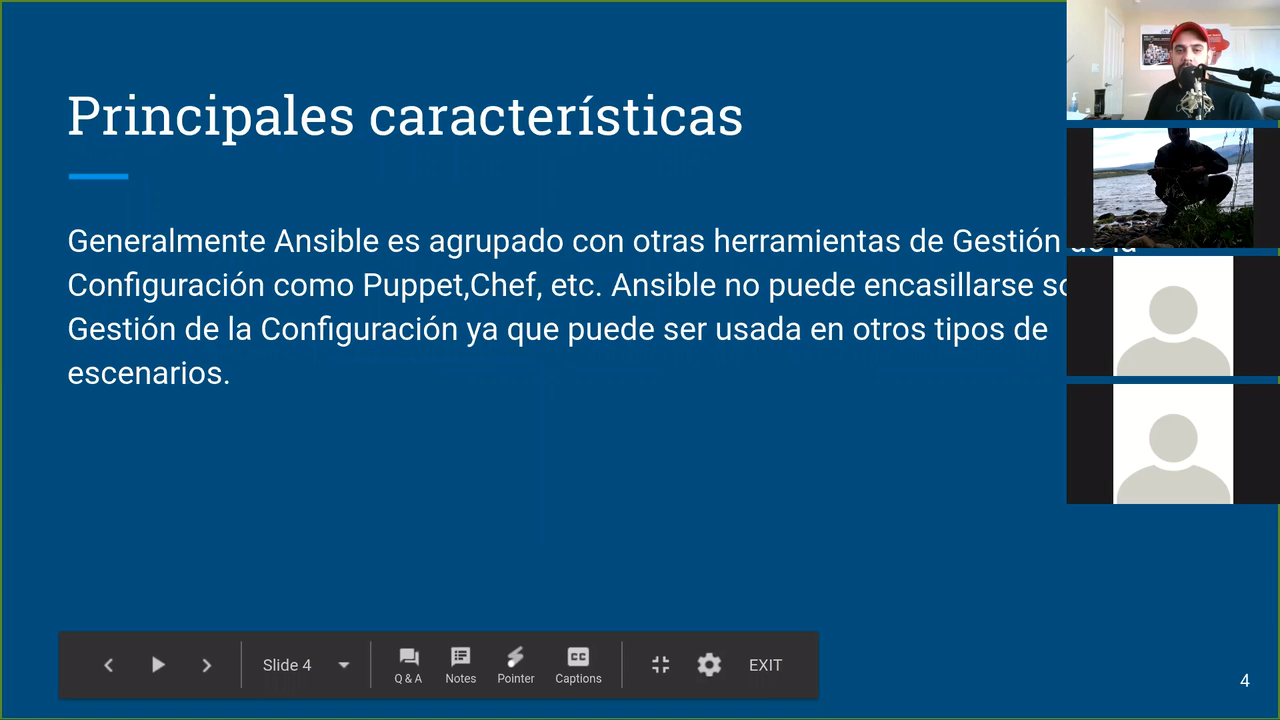 Principales características
Generalmente Ansible es agrupado con otras herramientas de Gestión de la
Configuración como Puppet,Chef, etc. Ansible no puede encasillarse
Gestión de la Configuración ya que puede ser usada en otros tipos de
escenarios.
Slide 4
Q & A
Notes
Pointer
CC
Captions
EXIT
4